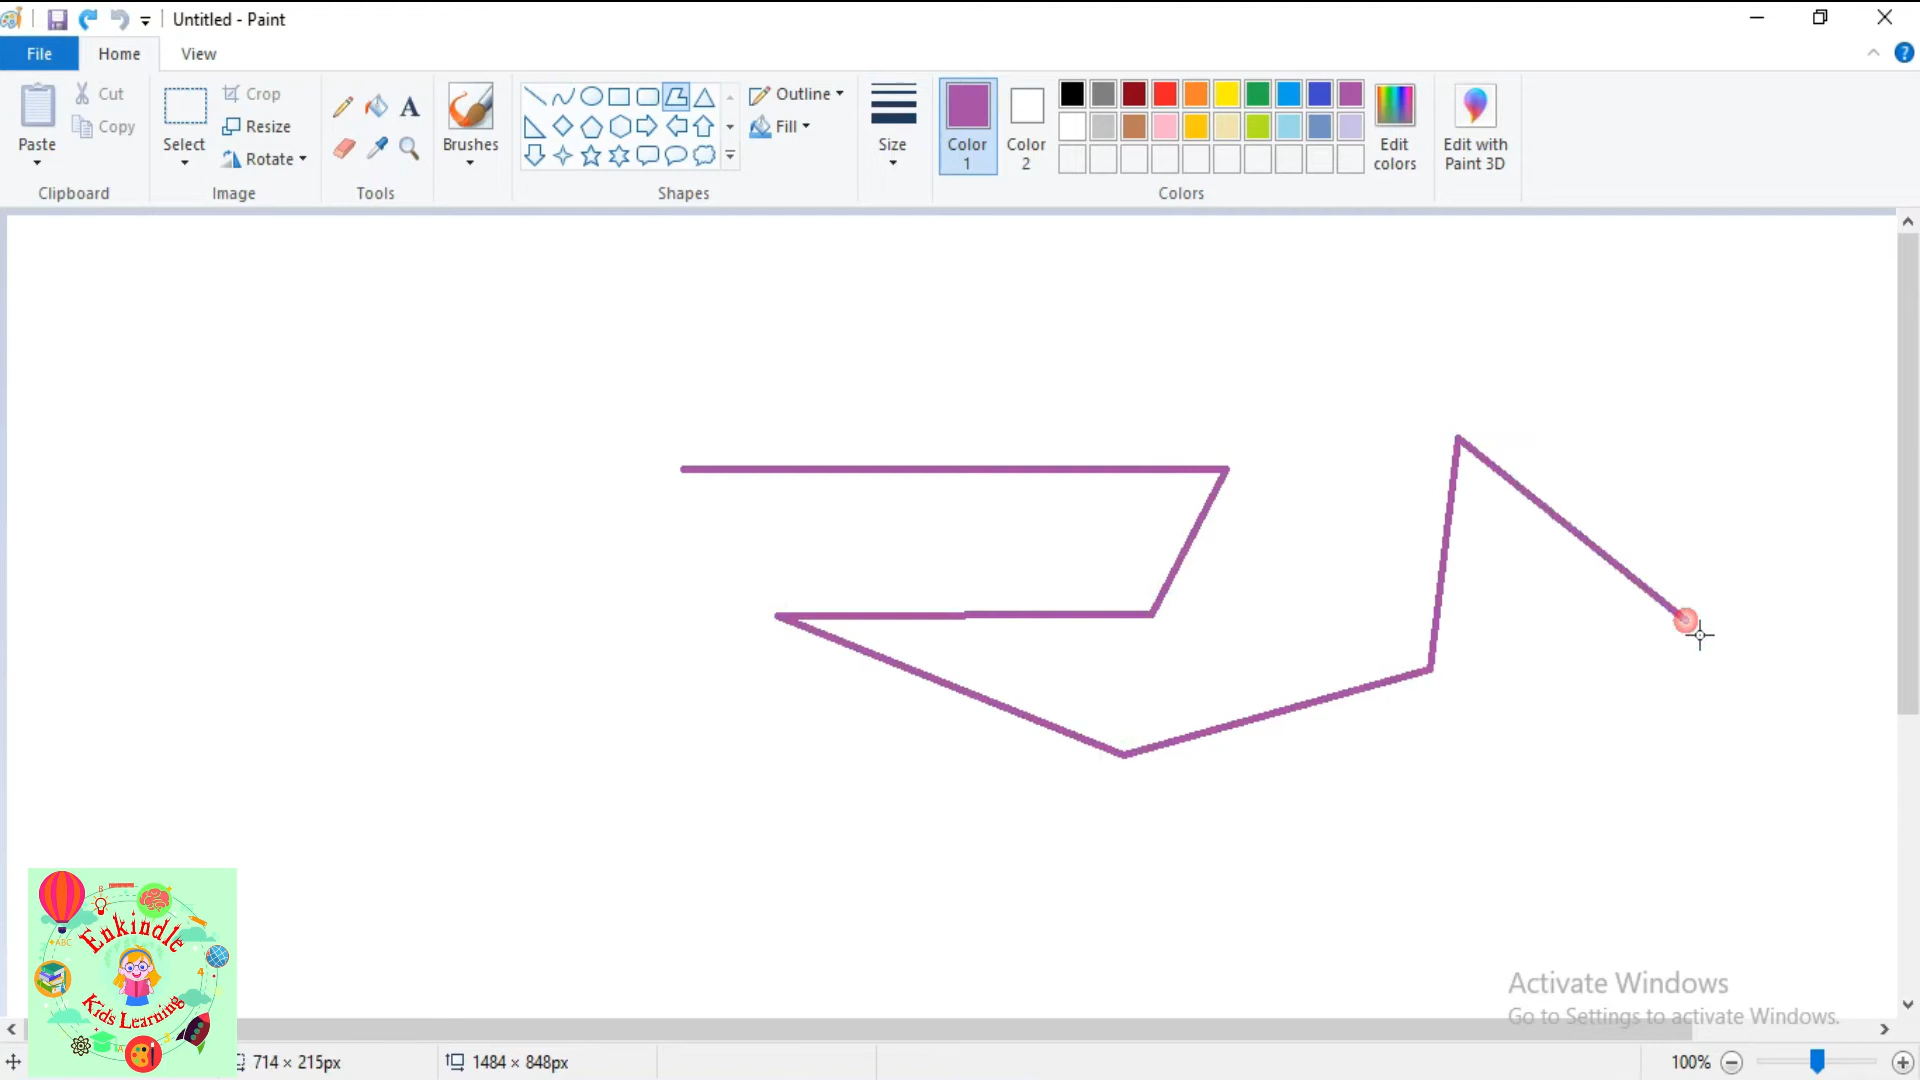 Untitled - Paint
File Home View
Paste
Cut
Copy
Clipboard
Select
Crop
Resize
Rotate
Image
Tools
Brushes
Shapes
Outline
Fill
Size
Color 1
Color 2
Colors
Edit colors
Edit with Paint 3D
Enkindle
Kids Learning
ABC
Activate Windows
Go to Settings to activate Windows.
714 × 215px
1484 × 848px
100%